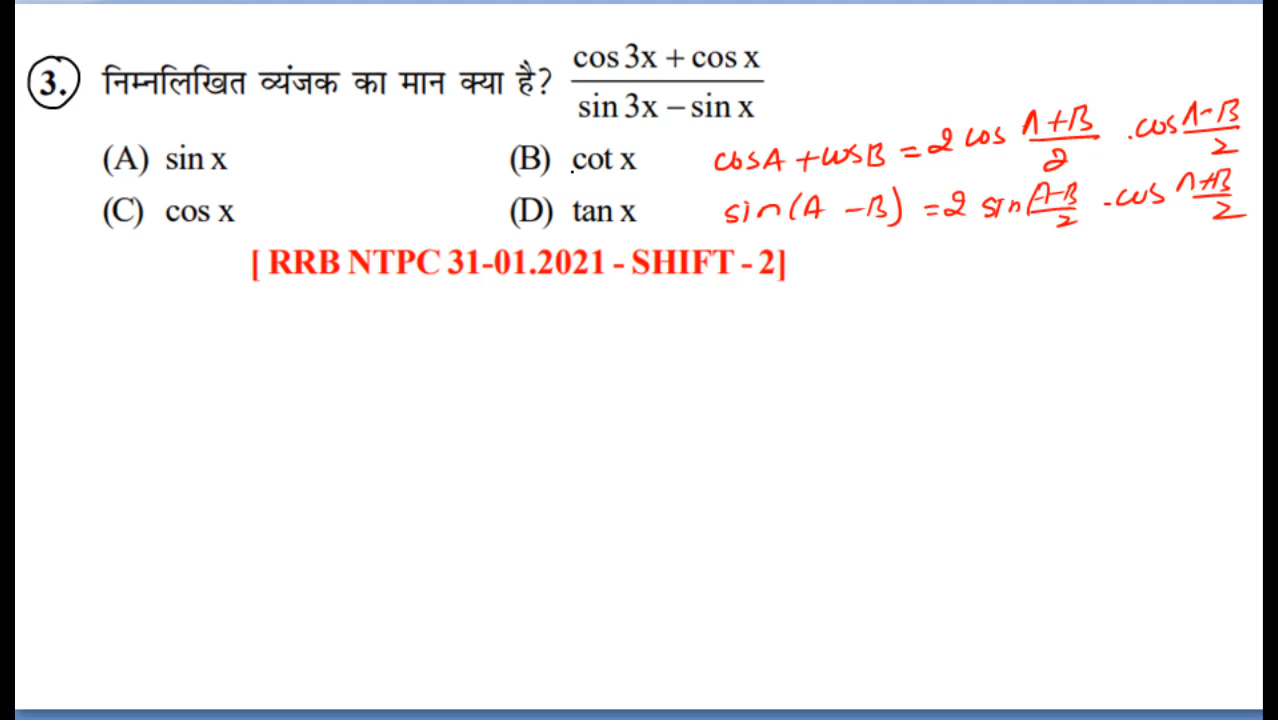 3. निम्नलिखित व्यंजक का मान क्या है? cos 3x + cos x / sin 3x − sin x
(A) sin x (B) cot x cosA + cosB = 2 cos A+B/2 . cos A-B/2
(C) cos x (D) tan x sin(A - B) = 2 sin A-B/2 . cos A+B/2
[ RRB NTPC 31-01.2021 - SHIFT - 2]